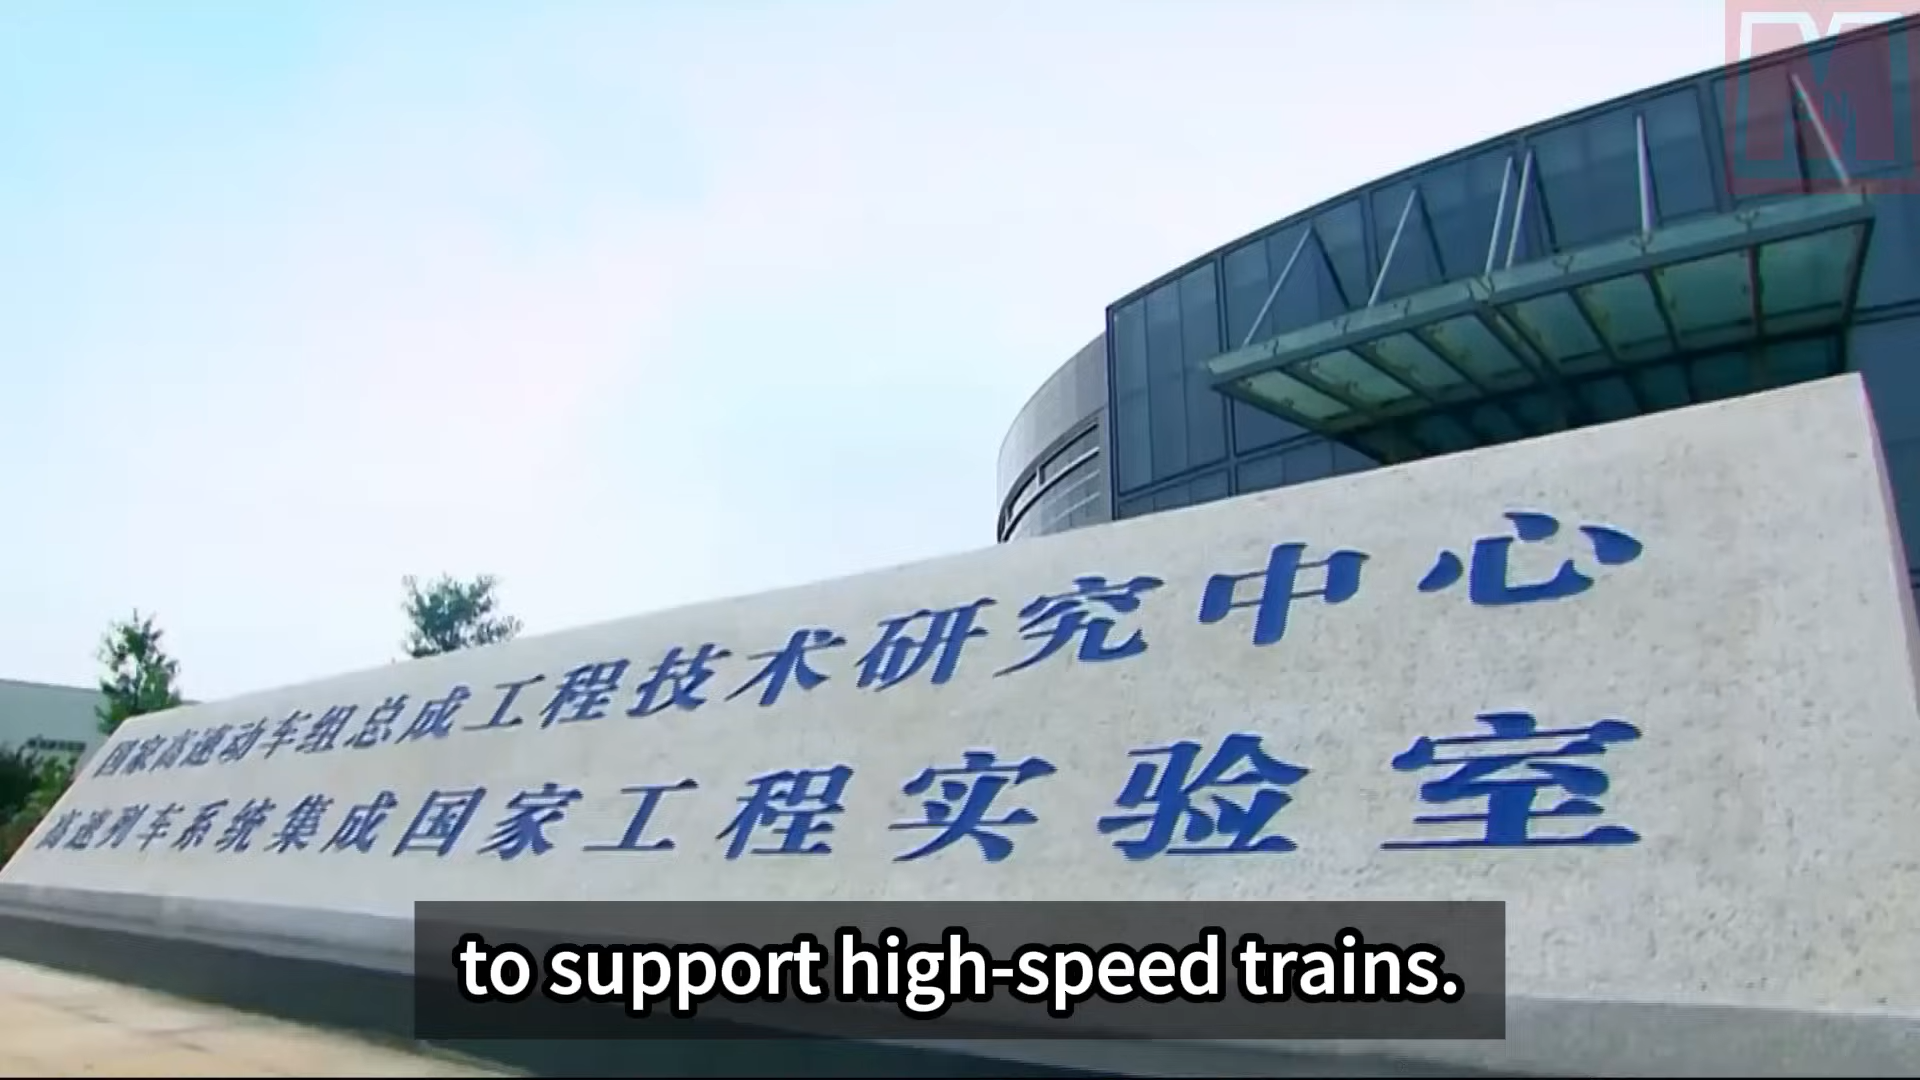 国家高速动车组总成工程技术研究中心
高速列车系统集成国家工程实验室
to support high-speed trains.